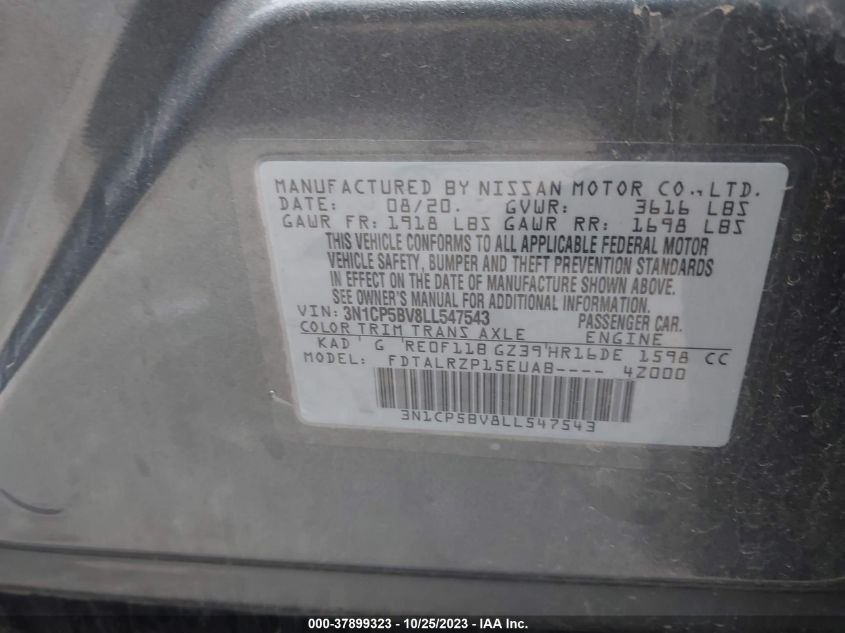 MANUFACTURED BY NISSAN MOTOR CO., LTD.
DATE: 08/20. GVWR: 3616 LBS
GAWR FR: 1918 LBS GAWR RR: 1698 LBS
THIS VEHICLE CONFORMS TO ALL APPLICABLE FEDERAL MOTOR
VEHICLE SAFETY, BUMPER AND THEFT PREVENTION STANDARDS
IN EFFECT ON THE DATE OF MANUFACTURE SHOWN ABOVE.
SEE OWNER'S MANUAL FOR ADDITIONAL INFORMATION.
VIN: 3N1CP5BV8LL547543 PASSENGER CAR.
COLOR TRIM TRANS AXLE ENGINE
KAD ' G ' RE0F11B GZ39'HR16DE 1598 CC
MODEL: FDTALRZP15EUAB---- 4Z000
3N1CP5BV8LL547543
000-37899323 - 10/25/2023 - IAA Inc.